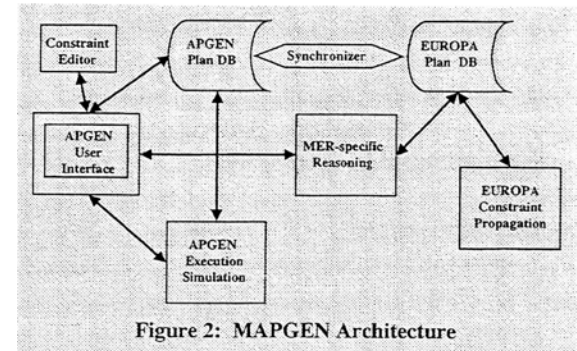 Constraint
Editor
APGEN
Plan DB
Synchronizer
EUROPA
Plan DB
APGEN
User
Interface
MER-specific
Reasoning
EUROPA
Constraint
Propagation
APGEN
Execution
Simulation
Figure 2: MAPGEN Architecture